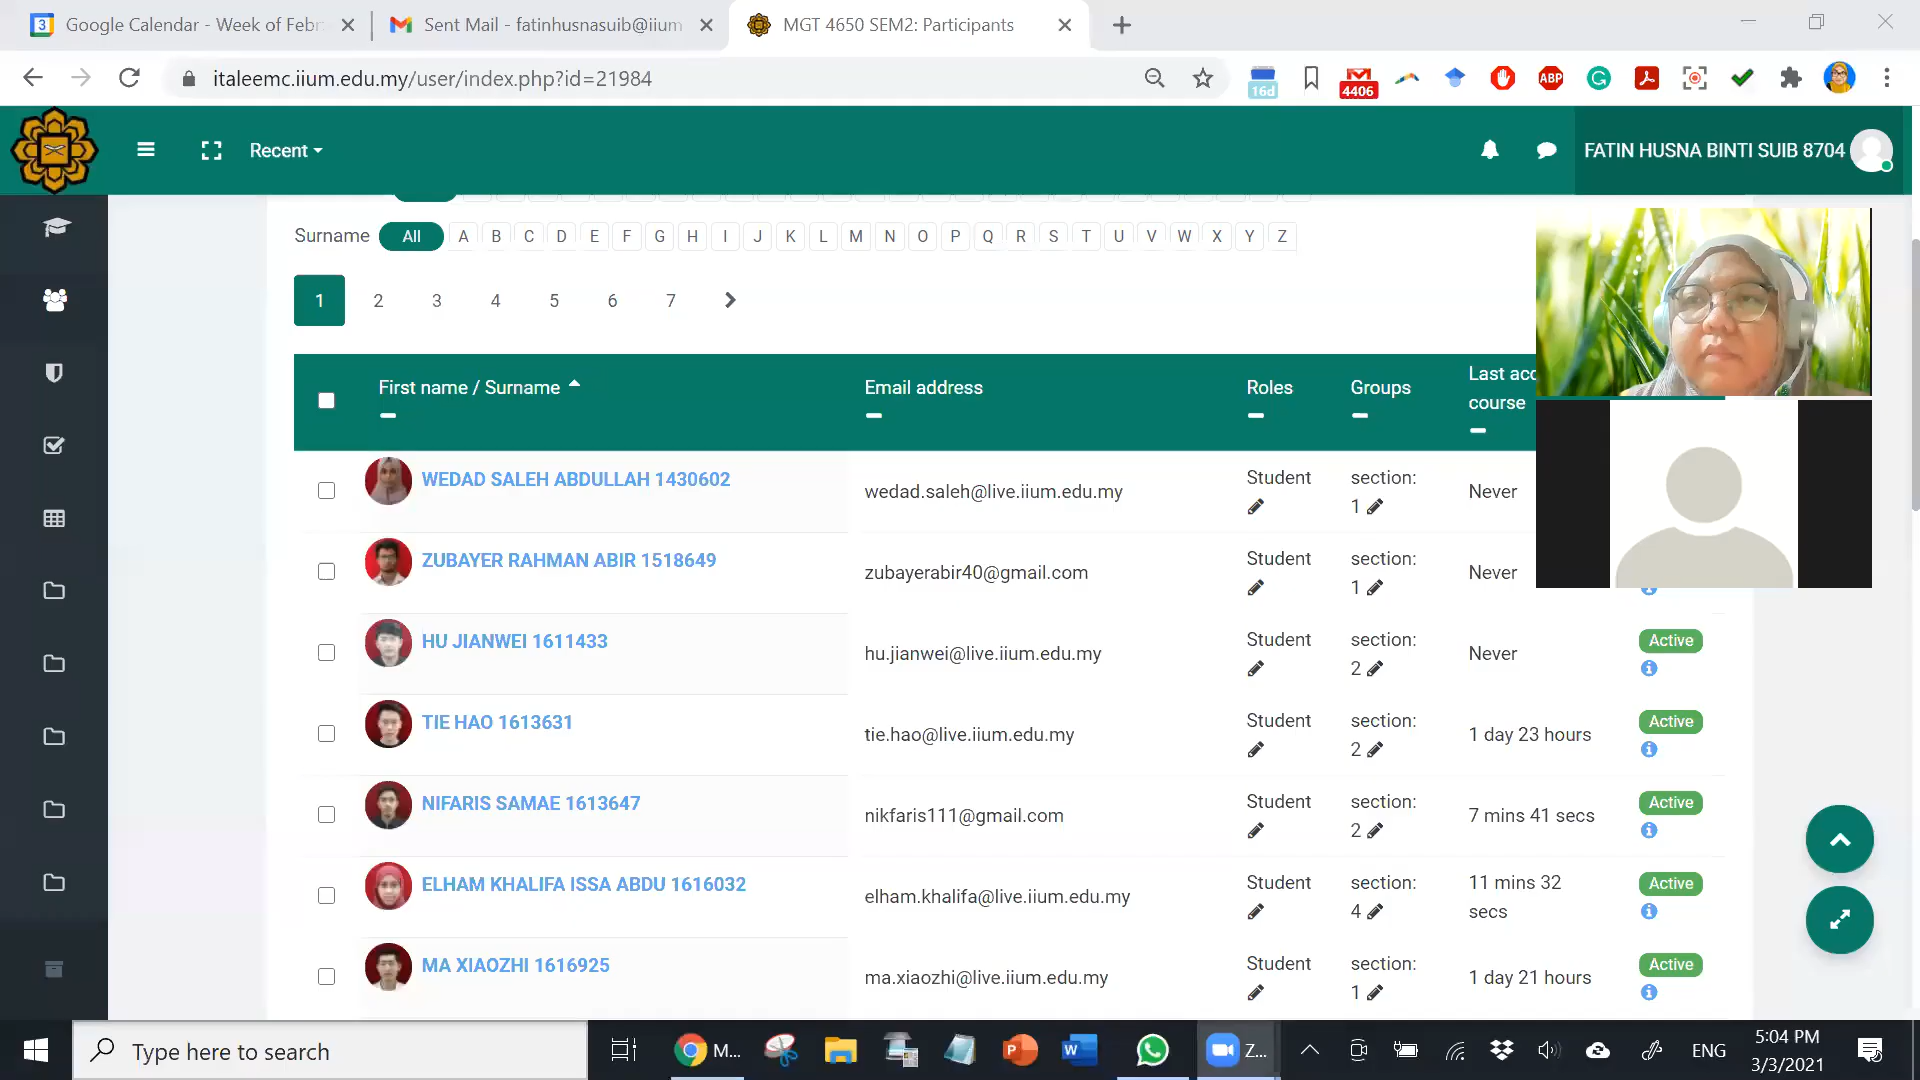 Google Calendar - Week of Febr
Sent Mail - fatinhusnasuib@iium
MGT 4650 SEM2: Participants
italeemc.iium.edu.my/user/index.php?id=21984
16d
4406
ABP
Recent
FATIN HUSNA BINTI SUIB 8704
Surname All A B C D E F G H I J K L M N O P Q R S T U V W X Y Z
1 2 3 4 5 6 7
First name / Surname Email address Roles Groups Last acc
course
WEDAD SALEH ABDULLAH 1430602 wedad.saleh@live.iium.edu.my Student section: 1 Never
ZUBAYER RAHMAN ABIR 1518649 zubayerabir40@gmail.com Student section: 1 Never
HU JIANWEI 1611433 hu.jianwei@live.iium.edu.my Student section: 2 Never Active
TIE HAO 1613631 tie.hao@live.iium.edu.my Student section: 2 1 day 23 hours Active
NIFARIS SAMAE 1613647 nikfaris111@gmail.com Student section: 2 7 mins 41 secs Active
ELHAM KHALIFA ISSA ABDU 1616032 elham.khalifa@live.iium.edu.my Student section: 4 11 mins 32 secs Active
MA XIAOZHI 1616925 ma.xiaozhi@live.iium.edu.my Student section: 1 1 day 21 hours Active
Type here to search
M...
Z...
ENG
5:04 PM
3/3/2021